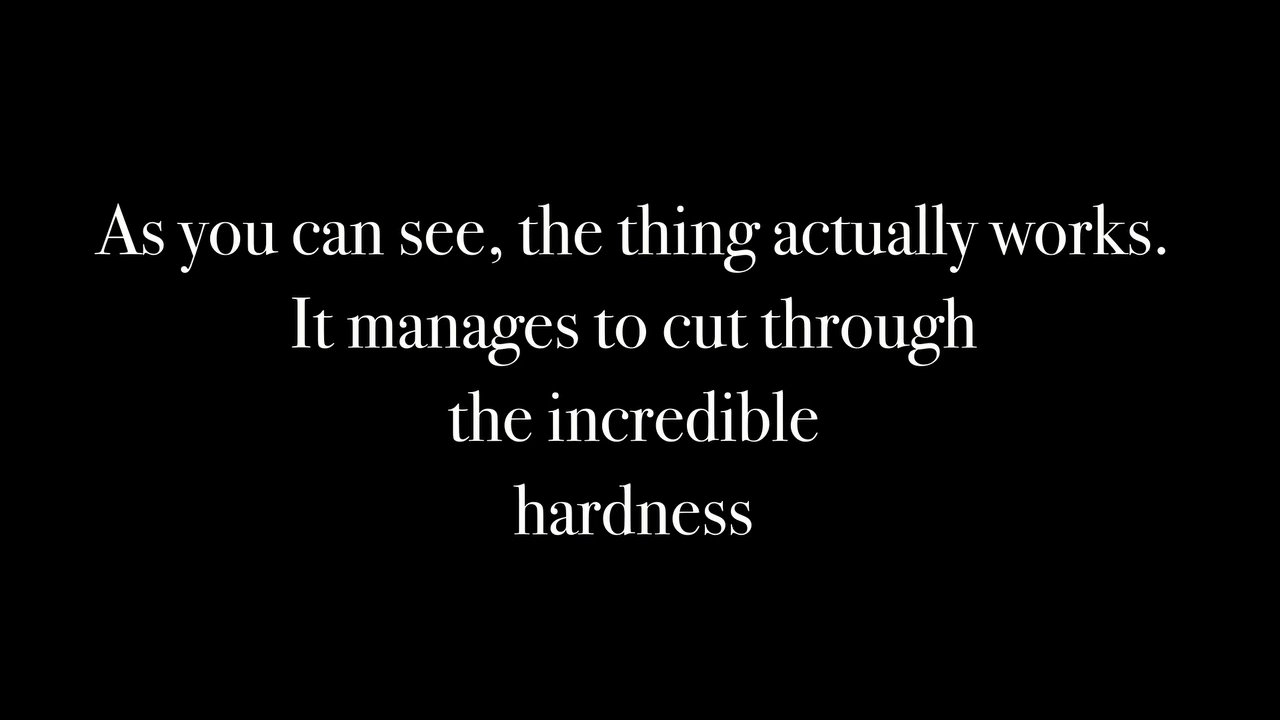 As you can see, the thing actually works.
It manages to cut through
the incredible
hardness